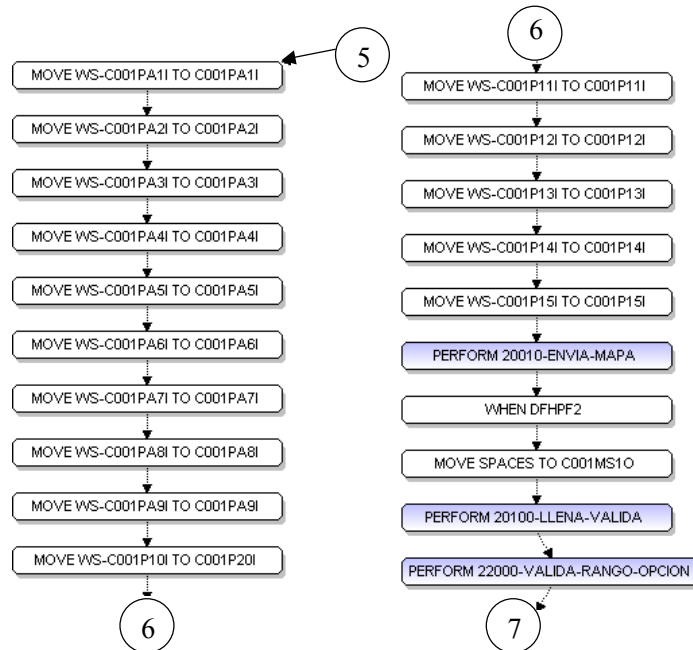 5
MOVE WS-C001PA1I TO C001PA1I
MOVE WS-C001PA2I TO C001PA2I
MOVE WS-C001PA3I TO C001PA3I
MOVE WS-C001PA4I TO C001PA4I
MOVE WS-C001PA5I TO C001PA5I
MOVE WS-C001PA6I TO C001PA6I
MOVE WS-C001PA7I TO C001PA7I
MOVE WS-C001PA8I TO C001PA8I
MOVE WS-C001PA9I TO C001PA9I
MOVE WS-C001P10I TO C001P20I
6
6
MOVE WS-C001P11I TO C001P11I
MOVE WS-C001P12I TO C001P12I
MOVE WS-C001P13I TO C001P13I
MOVE WS-C001P14I TO C001P14I
MOVE WS-C001P15I TO C001P15I
PERFORM 20010-ENVIA-MAPA
WHEN DFHPF2
MOVE SPACES TO C001MS1O
PERFORM 20100-LLENA-VALIDA
PERFORM 22000-VALIDA-RANGO-OPCION
7